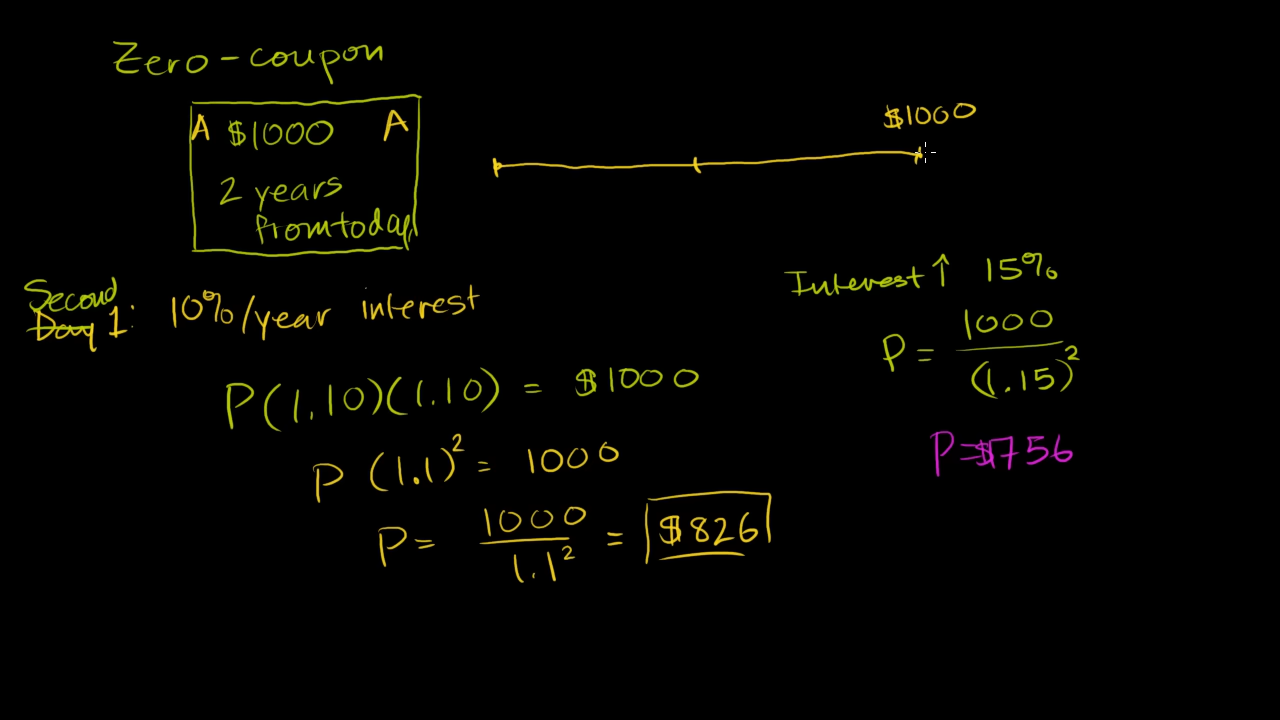 Zero-coupon
A $1000 A
2 years
from today
$1000
Second
Day 1: 10%/year interest
P(1.10)(1.10) = $1000
P (1.1)² = 1000
P = 1000 / 1.1² = $826
Interest ↑ 15%
P = 1000 / (1.15)²
P=$756